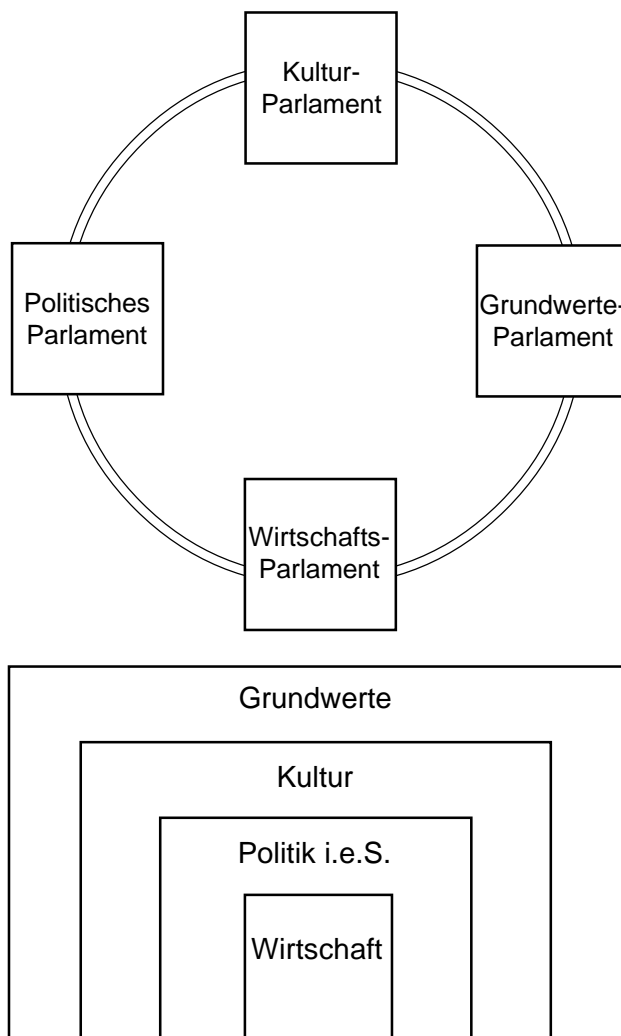 Kultur-
Parlament
Politisches
Parlament
Grundwerte-
Parlament
Wirtschafts-
Parlament
Grundwerte
Kultur
Politik i.e.S.
Wirtschaft